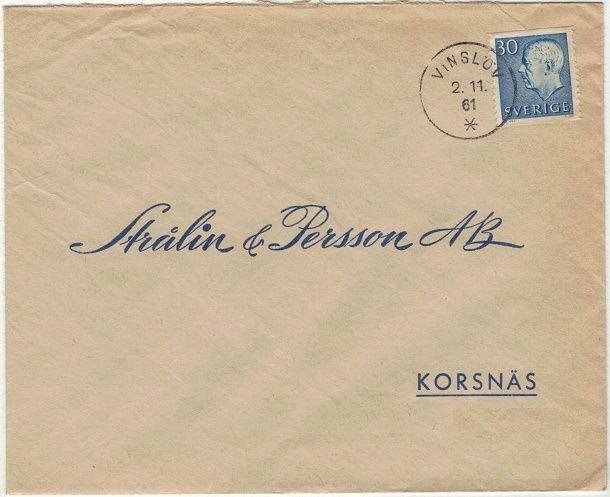 VINSLÖV
2. 11.
61
30
SVERIGE
Strålin & Persson AB
KORSNÄS